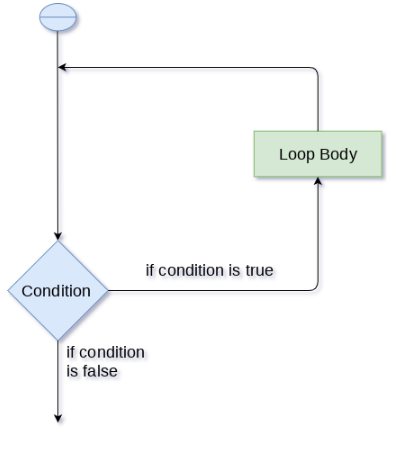 Loop Body
if condition is true
Condition
if condition
is false